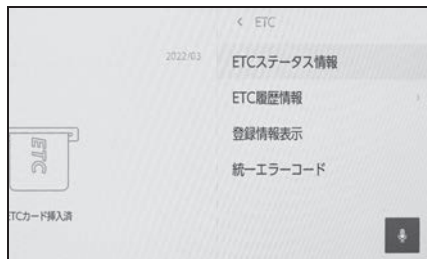 < ETC
2022/03
ETCステータス情報
ETC履歴情報
登録情報表示
統一エラーコード
ETC
ETCカード挿入済